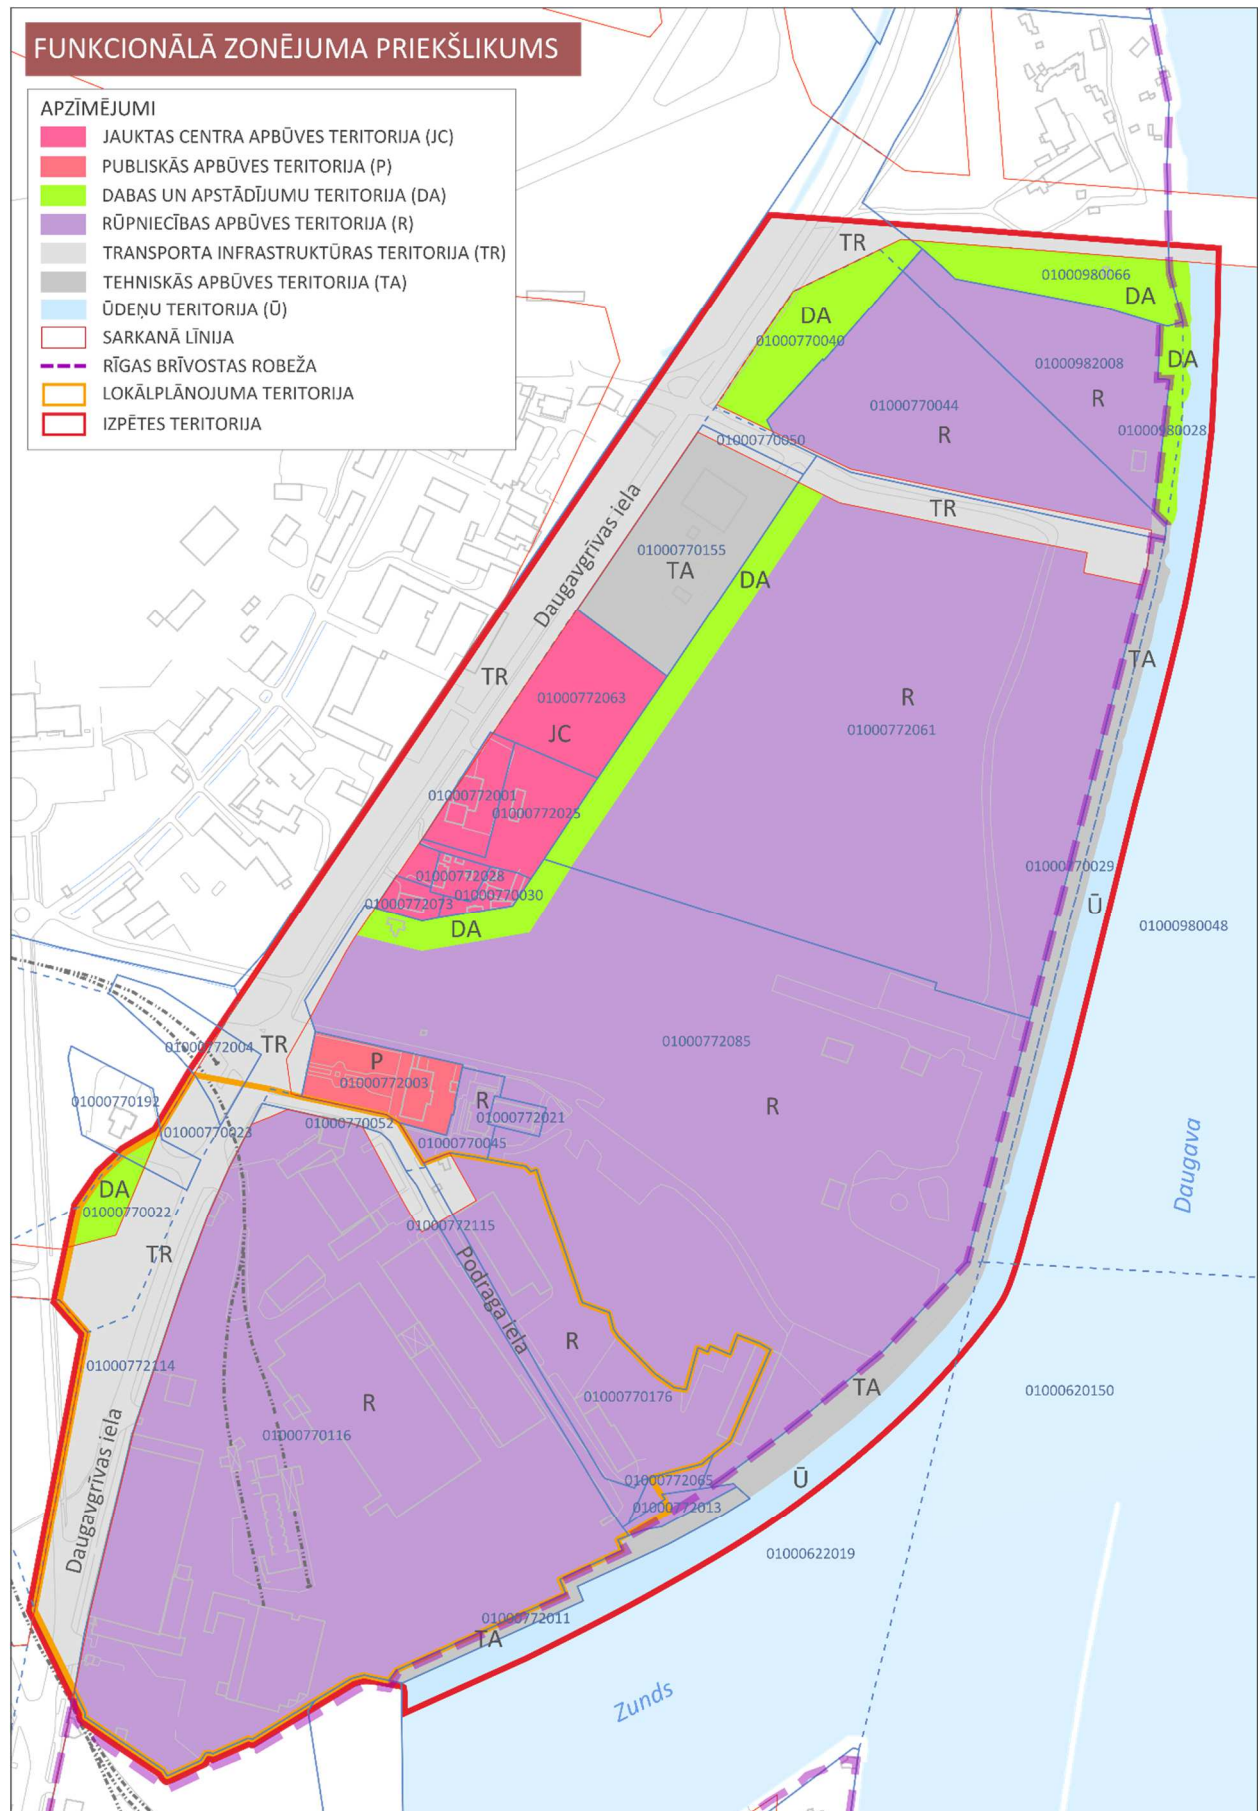 FUNKCIONĀLĀ ZONĒJUMA PRIEKŠLIKUMS
APZĪMĒJUMI
JAUKTAS CENTRA APBŪVES TERITORIJA (JC)
PUBLISKĀS APBŪVES TERITORIJA (P)
DABAS UN APSTĀDĪJUMU TERITORIJA (DA)
RŪPNIECĪBAS APBŪVES TERITORIJA (R)
TRANSPORTA INFRASTRUKTŪRAS TERITORIJA (TR)
TEHNISKĀS APBŪVES TERITORIJA (TA)
ŪDEŅU TERITORIJA (Ū)
SARKANĀ LĪNIJA
RĪGAS BRĪVOSTAS ROBEŽA
LOKĀLPLĀNOJUMA TERITORIJA
IZPĒTES TERITORIJA
TR
01000980066
DA
DA
01000770040
DA
01000982008
R
01000770044
R
01000980028
01000770050
TR
Daugavgrīvas iela
01000770155
TA
DA
TA
TR
01000772063
JC
R
01000772061
01000772001
01000772025
01000772028
01000770030
01000772073
DA
01000770029
Ū
01000980048
01000772004
TR
01000772085
P
01000772003
R
R
01000772021
01000770192
01000770023
01000770052
01000770045
DA
01000770022
01000772115
TR
Podraga iela
Daugava
R
01000772114
01000770176
R
01000770116
TA
01000620150
Daugavgrīvas iela
01000772065
01000772013
Ū
01000622019
01000772011
TA
Zunds